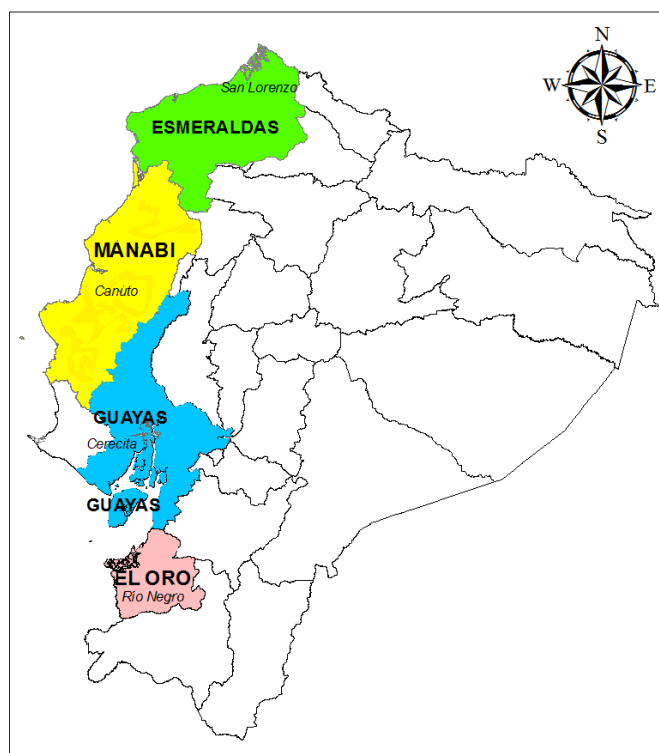 N
W E
S
San Lorenzo
ESMERALDAS
MANABI
Canuto
GUAYAS
Cerecita
GUAYAS
EL ORO
Río Negro